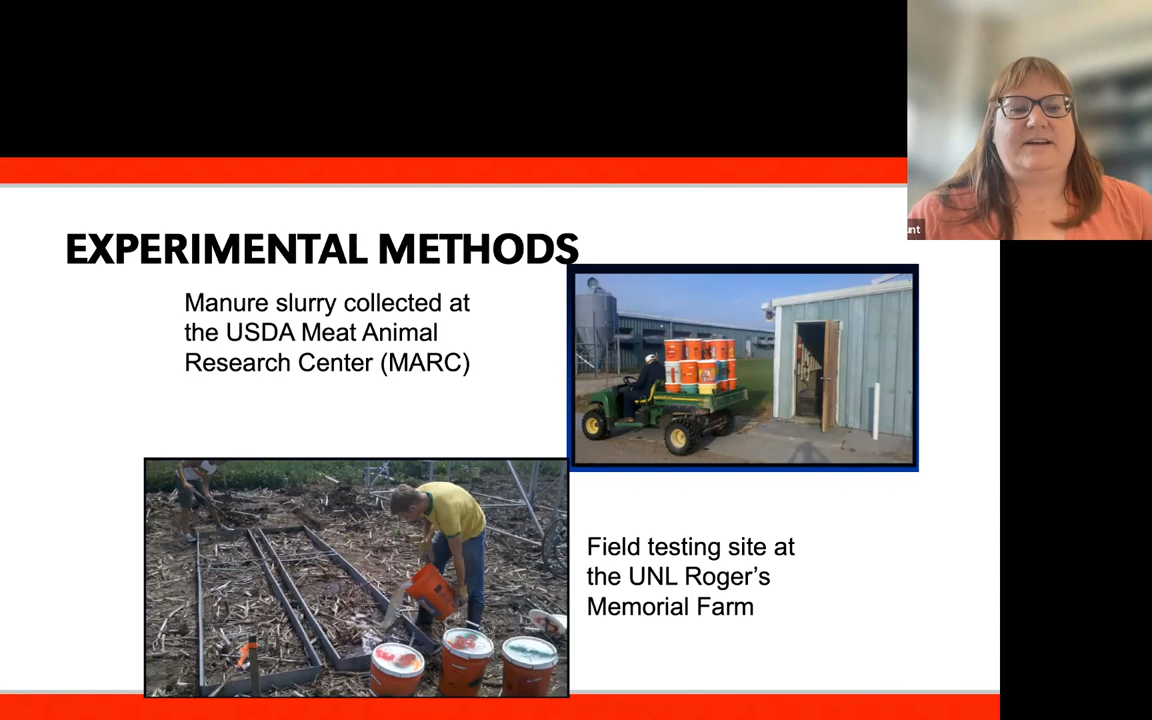 EXPERIMENTAL METHODS
Manure slurry collected at
the USDA Meat Animal
Research Center (MARC)
Field testing site at
the UNL Roger’s
Memorial Farm
unt